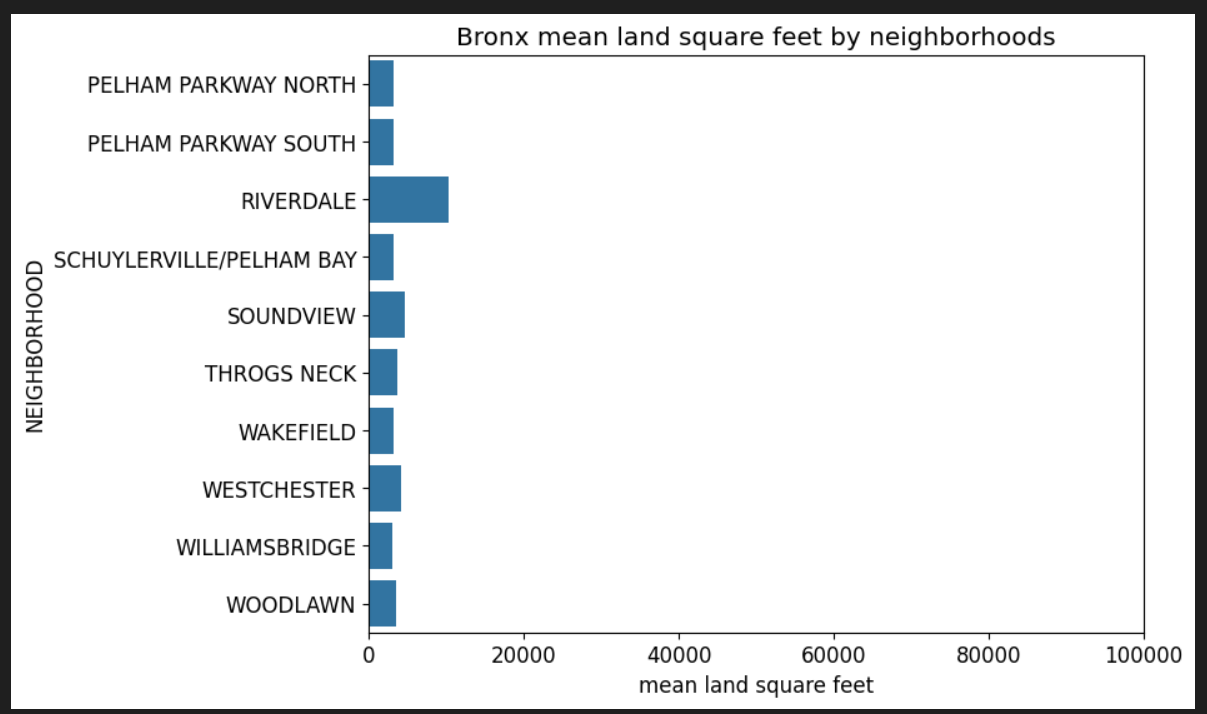 Bronx mean land square feet by neighborhoods
PELHAM PARKWAY NORTH
PELHAM PARKWAY SOUTH
RIVERDALE
SCHUYLERVILLE/PELHAM BAY
SOUNDVIEW
THROGS NECK
WAKEFIELD
WESTCHESTER
WILLIAMSBRIDGE
WOODLAWN
NEIGHBORHOOD
0 20000 40000 60000 80000 100000
mean land square feet